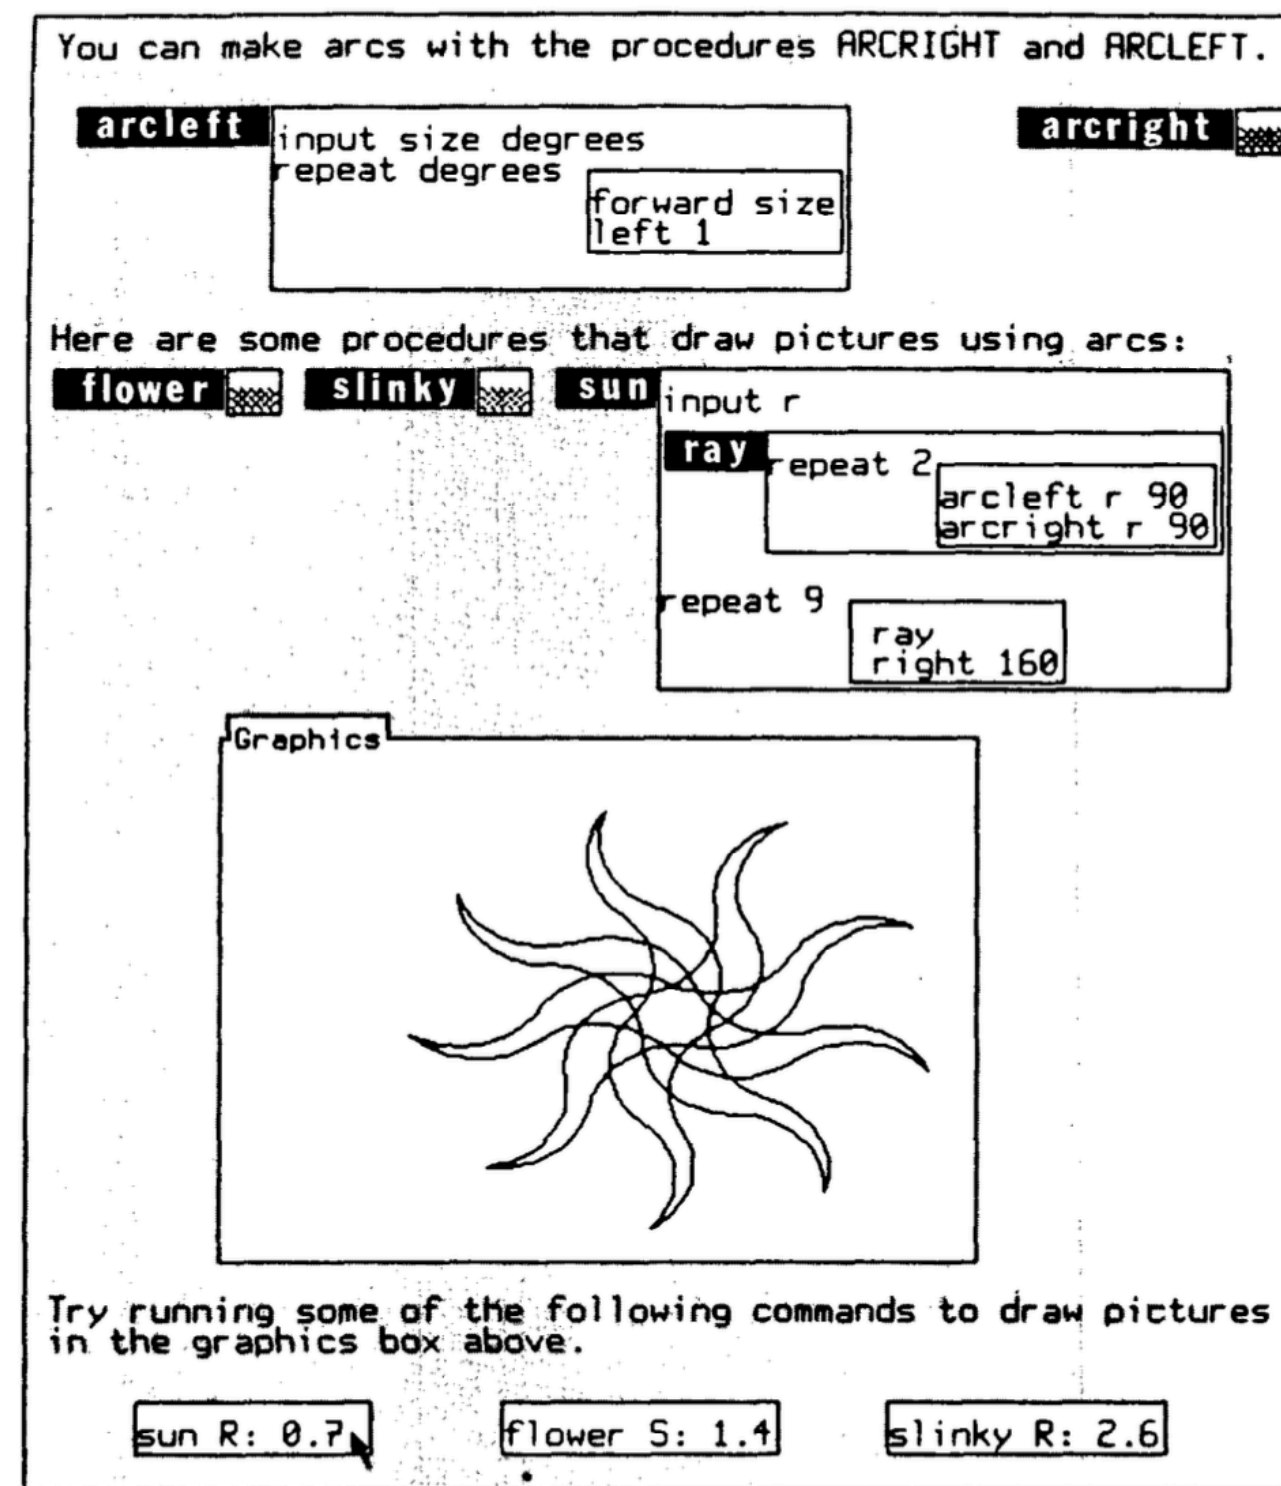 You can make arcs with the procedures ARCRIGHT and ARCLEFT.
arcleft
input size degrees
repeat degrees
forward size
left 1
arcright
Here are some procedures that draw pictures using arcs:
flower
slinky
sun
input r
ray
repeat 2
arcleft r 90
arcright r 90
repeat 9
ray
right 160
Graphics
Try running some of the following commands to draw pictures
in the graphics box above.
sun R: 0.7
flower S: 1.4
slinky R: 2.6